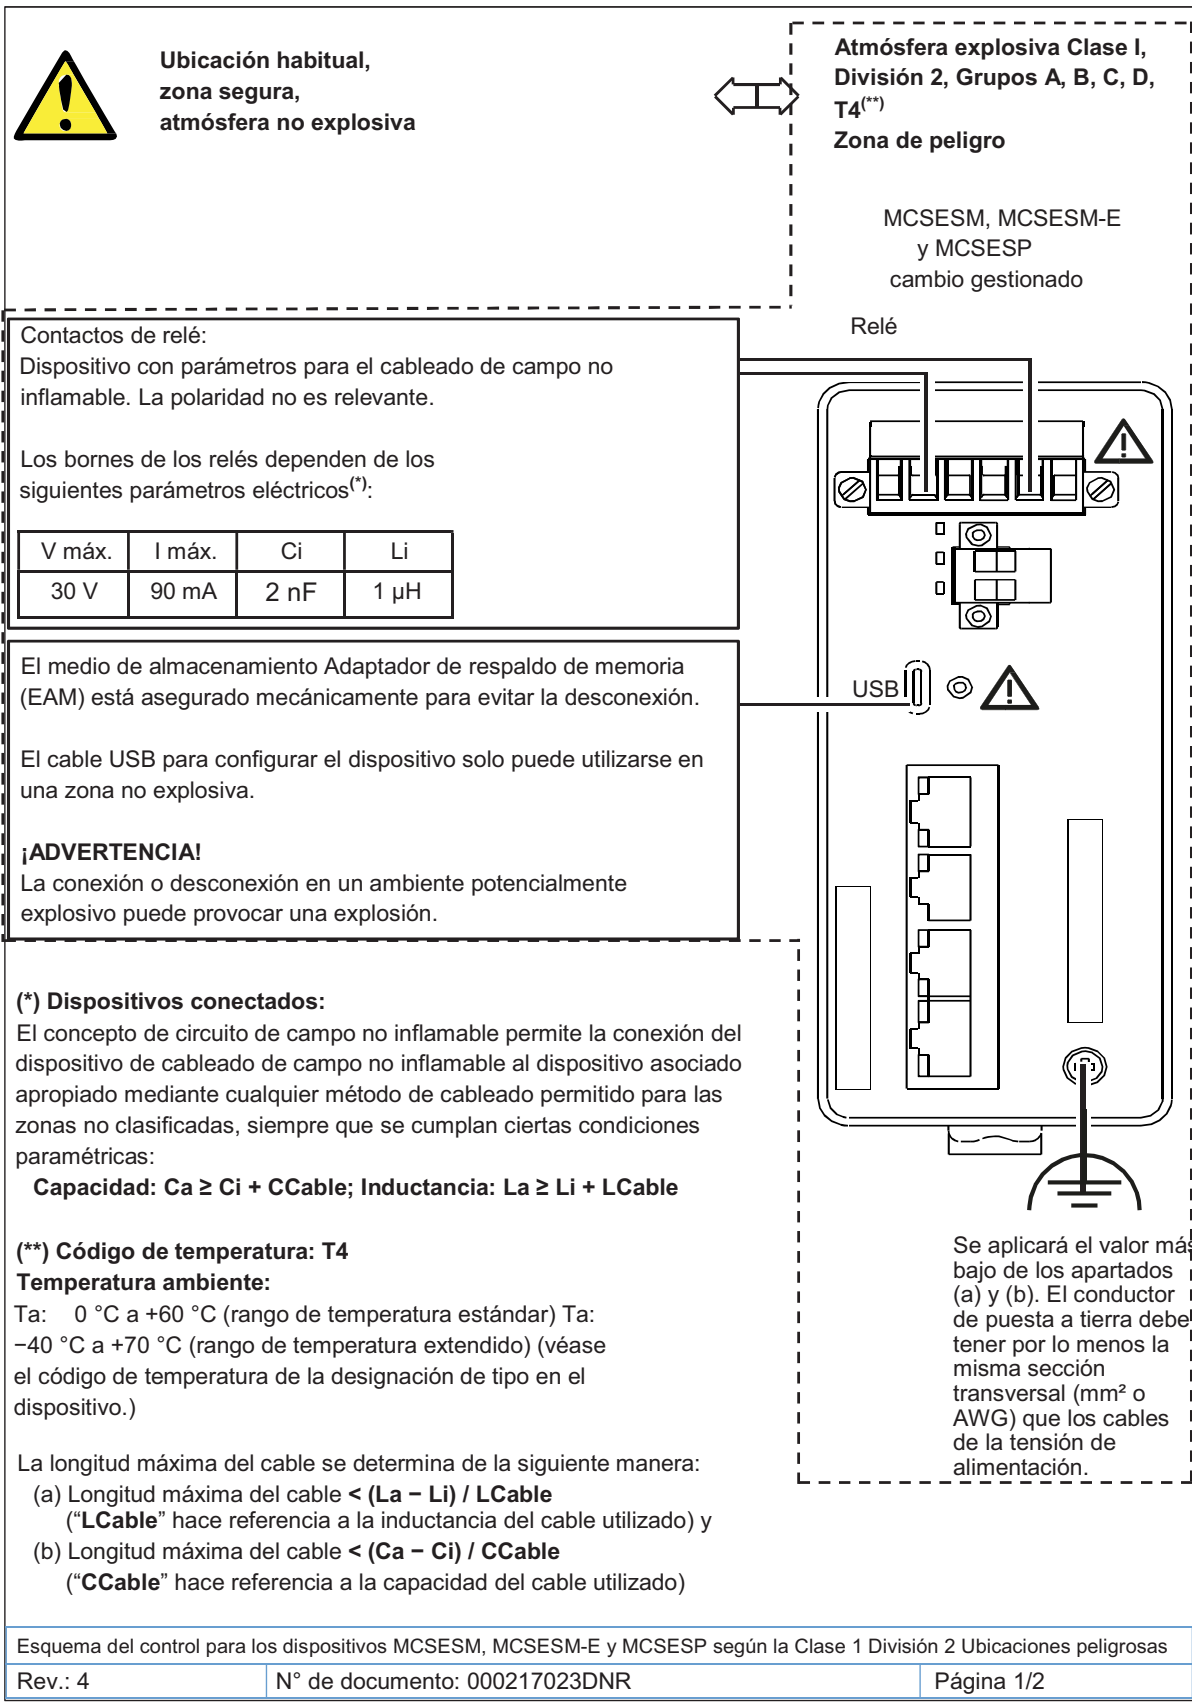 Ubicación habitual,
zona segura,
atmósfera no explosiva
Atmósfera explosiva Clase I,
División 2, Grupos A, B, C, D,
T4(**)
Zona de peligro
MCSESM, MCSESM-E
y MCSESP
cambio gestionado
Relé
Contactos de relé:
Dispositivo con parámetros para el cableado de campo no
inflamable. La polaridad no es relevante.
Los bornes de los relés dependen de los
siguientes parámetros eléctricos(*):
V máx. I máx. Ci Li
30 V 90 mA 2 nF 1 µH
El medio de almacenamiento Adaptador de respaldo de memoria
(EAM) está asegurado mecánicamente para evitar la desconexión.
El cable USB para configurar el dispositivo solo puede utilizarse en
una zona no explosiva.
¡ADVERTENCIA!
La conexión o desconexión en un ambiente potencialmente
explosivo puede provocar una explosión.
USB
(*) Dispositivos conectados:
El concepto de circuito de campo no inflamable permite la conexión del
dispositivo de cableado de campo no inflamable al dispositivo asociado
apropiado mediante cualquier método de cableado permitido para las
zonas no clasificadas, siempre que se cumplan ciertas condiciones
paramétricas:
Capacidad: Ca ≥ Ci + CCable; Inductancia: La ≥ Li + LCable
(**) Código de temperatura: T4
Temperatura ambiente:
Ta: 0 °C a +60 °C (rango de temperatura estándar) Ta:
−40 °C a +70 °C (rango de temperatura extendido) (véase
el código de temperatura de la designación de tipo en el
dispositivo.)
La longitud máxima del cable se determina de la siguiente manera:
(a) Longitud máxima del cable < (La − Li) / LCable
(“LCable” hace referencia a la inductancia del cable utilizado) y
(b) Longitud máxima del cable < (Ca − Ci) / CCable
(“CCable” hace referencia a la capacidad del cable utilizado)
Se aplicará el valor más
bajo de los apartados
(a) y (b). El conductor
de puesta a tierra debe
tener por lo menos la
misma sección
transversal (mm² o
AWG) que los cables
de la tensión de
alimentación.
Esquema del control para los dispositivos MCSESM, MCSESM-E y MCSESP según la Clase 1 División 2 Ubicaciones peligrosas
Rev.: 4 N° de documento: 000217023DNR Página 1/2